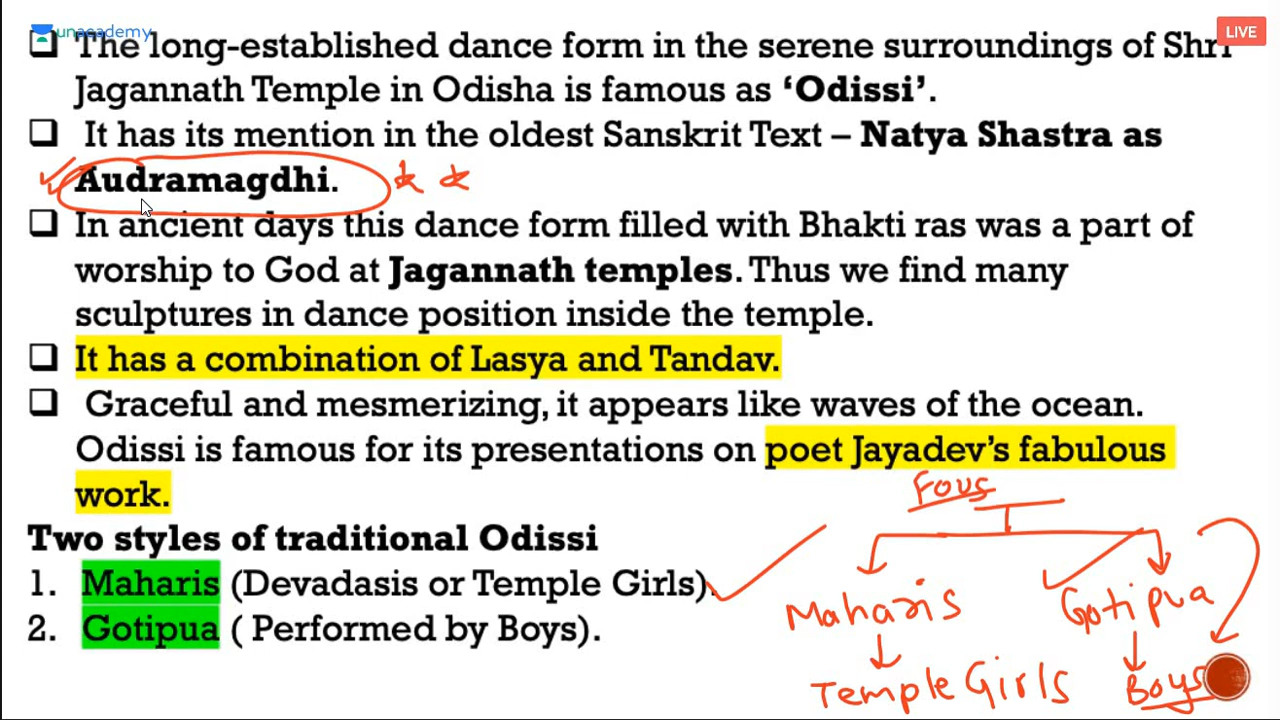 unacademy
LIVE
The long-established dance form in the serene surroundings of Shri
Jagannath Temple in Odisha is famous as ‘Odissi’.
It has its mention in the oldest Sanskrit Text – Natya Shastra as
Audramagdhi.
In ancient days this dance form filled with Bhakti ras was a part of
worship to God at Jagannath temples. Thus we find many
sculptures in dance position inside the temple.
It has a combination of Lasya and Tandav.
Graceful and mesmerizing, it appears like waves of the ocean.
Odissi is famous for its presentations on poet Jayadev’s fabulous
work.
Two styles of traditional Odissi
1. Maharis (Devadasis or Temple Girls).
2. Gotipua ( Performed by Boys).
Maharis
Gotipua
Temple Girls
Boys